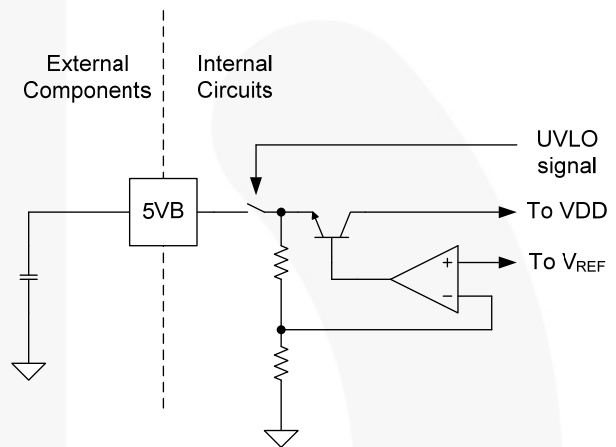 External
Components
Internal
Circuits
UVLO
signal
5VB
To VDD
To VREF
+
−